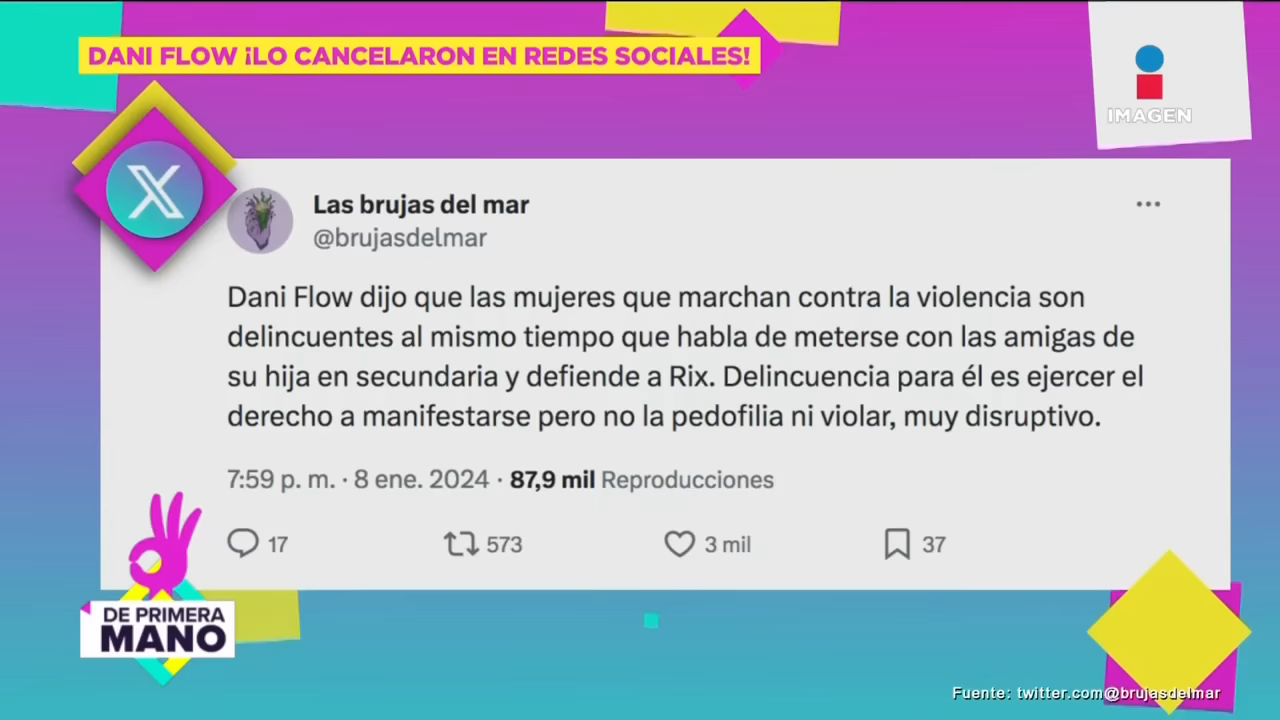 DANI FLOW ¡LO CANCELARON EN REDES SOCIALES!
IMAGEN
X
Las brujas del mar
@brujasdelmar
Dani Flow dijo que las mujeres que marchan contra la violencia son
delincuentes al mismo tiempo que habla de meterse con las amigas de
su hija en secundaria y defiende a Rix. Delincuencia para él es ejercer el
derecho a manifestarse pero no la pedofilia ni violar, muy disruptivo.
7:59 p. m. · 8 ene. 2024 · 87,9 mil Reproducciones
17 573 3 mil 37
DE PRIMERA
MANO
Fuente: twitter.com@brujasdelmar